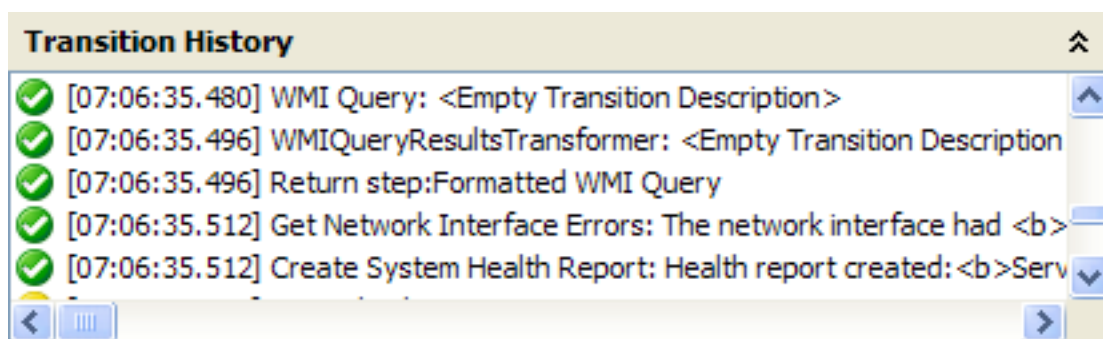 Transition History
[07:06:35.480] WMI Query: <Empty Transition Description>
[07:06:35.496] WMIQueryResultsTransformer: <Empty Transition Description
[07:06:35.496] Return step:Formatted WMI Query
[07:06:35.512] Get Network Interface Errors: The network interface had <b>
[07:06:35.512] Create System Health Report: Health report created:<b>Serv